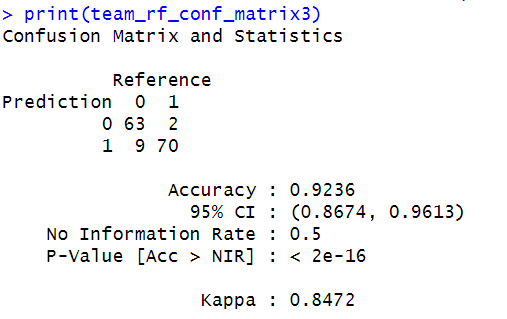 > print(team_rf_conf_matrix3)
Confusion Matrix and Statistics
Reference
Prediction 0 1
0 63 2
1 9 70
Accuracy : 0.9236
95% CI : (0.8674, 0.9613)
No Information Rate : 0.5
P-Value [Acc > NIR] : < 2e-16
Kappa : 0.8472